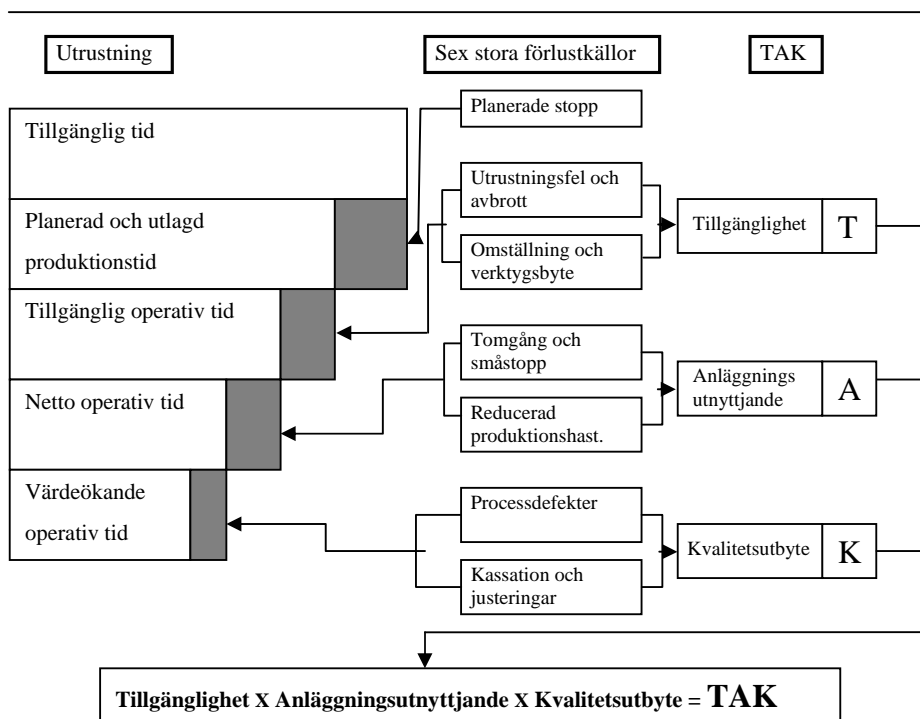 Utrustning
Sex stora förlustkällor
TAK
Tillgänglig tid
Planerad och utlagd
produktionstid
Tillgänglig operativ tid
Netto operativ tid
Värdeökande
operativ tid
Planerade stopp
Utrustningsfel och
avbrott
Omställning och
verktygsbyte
Tomgång och
småstopp
Reducerad
produktionshast.
Processdefekter
Kassation och
justeringar
Tillgänglighet
T
Anläggnings
utnyttjande
A
Kvalitetsutbyte
K
Tillgänglighet X Anläggningsutnyttjande X Kvalitetsutbyte = TAK